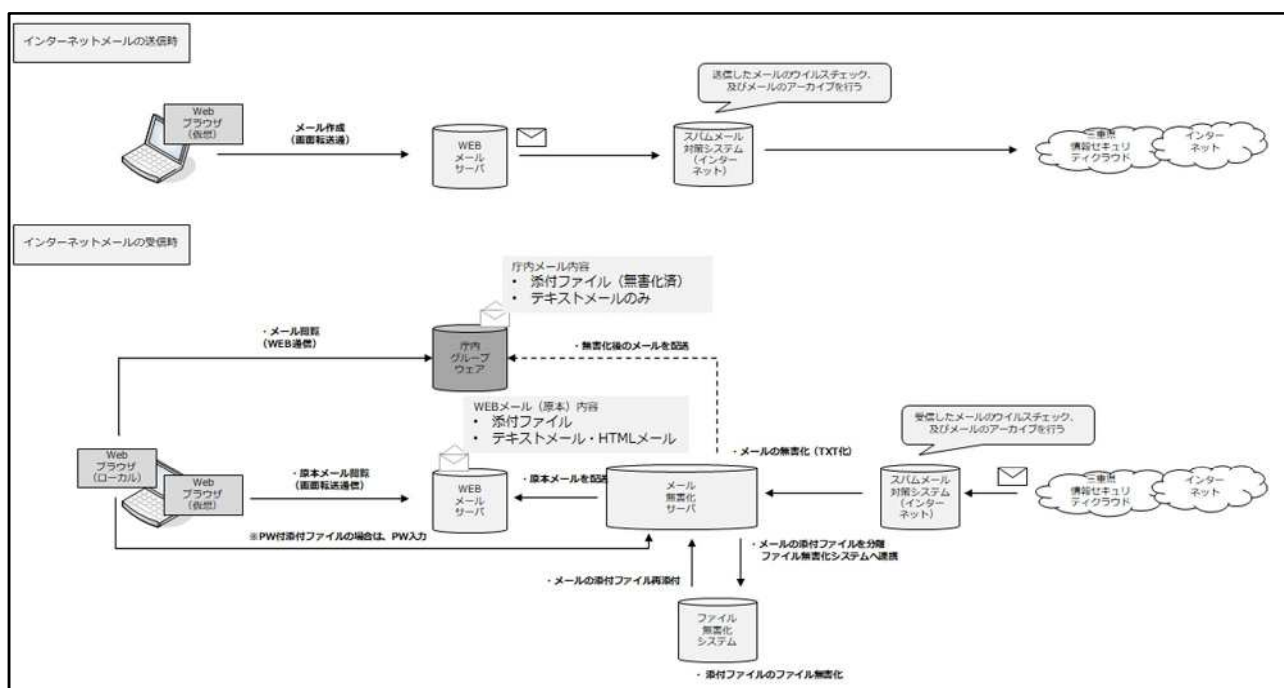 インターネットメールの送信時
送信したメールのウイルスチェック、
及びメールのアーカイブを行う
Web
ブラウザ
(仮想)
メール作成
(画面転送通)
WEB
メール
サーバ
スパムメール
対策システム
(インター
ネット)
三重県
情報セキュリ
ティクラウド
インター
ネット
インターネットメールの受信時
庁内メール内容
• 添付ファイル（無害化済）
• テキストメールのみ
・メール閲覧
(WEB通信)
庁内
グループ
ウェア
・無害化後のメールを配送
WEBメール（原本）内容
• 添付ファイル
• テキストメール・HTMLメール
受信したメールのウイルスチェック、
及びメールのアーカイブを行う
Web
ブラウザ
(ローカル)
Web
ブラウザ
(仮想)
・原本メール閲覧
(画面転送通信)
WEB
メール
サーバ
・原本メールを配送
メール
無害化
サーバ
・メールの無害化（TXT化）
スパムメール
対策システム
(インター
ネット)
三重県
情報セキュリ
ティクラウド
インター
ネット
※PW付添付ファイルの場合は、PW入力
・メールの添付ファイルを分離
ファイル無害化システムへ連携
・メールの添付ファイル再添付
ファイル
無害化
システム
・添付ファイルのファイル無害化